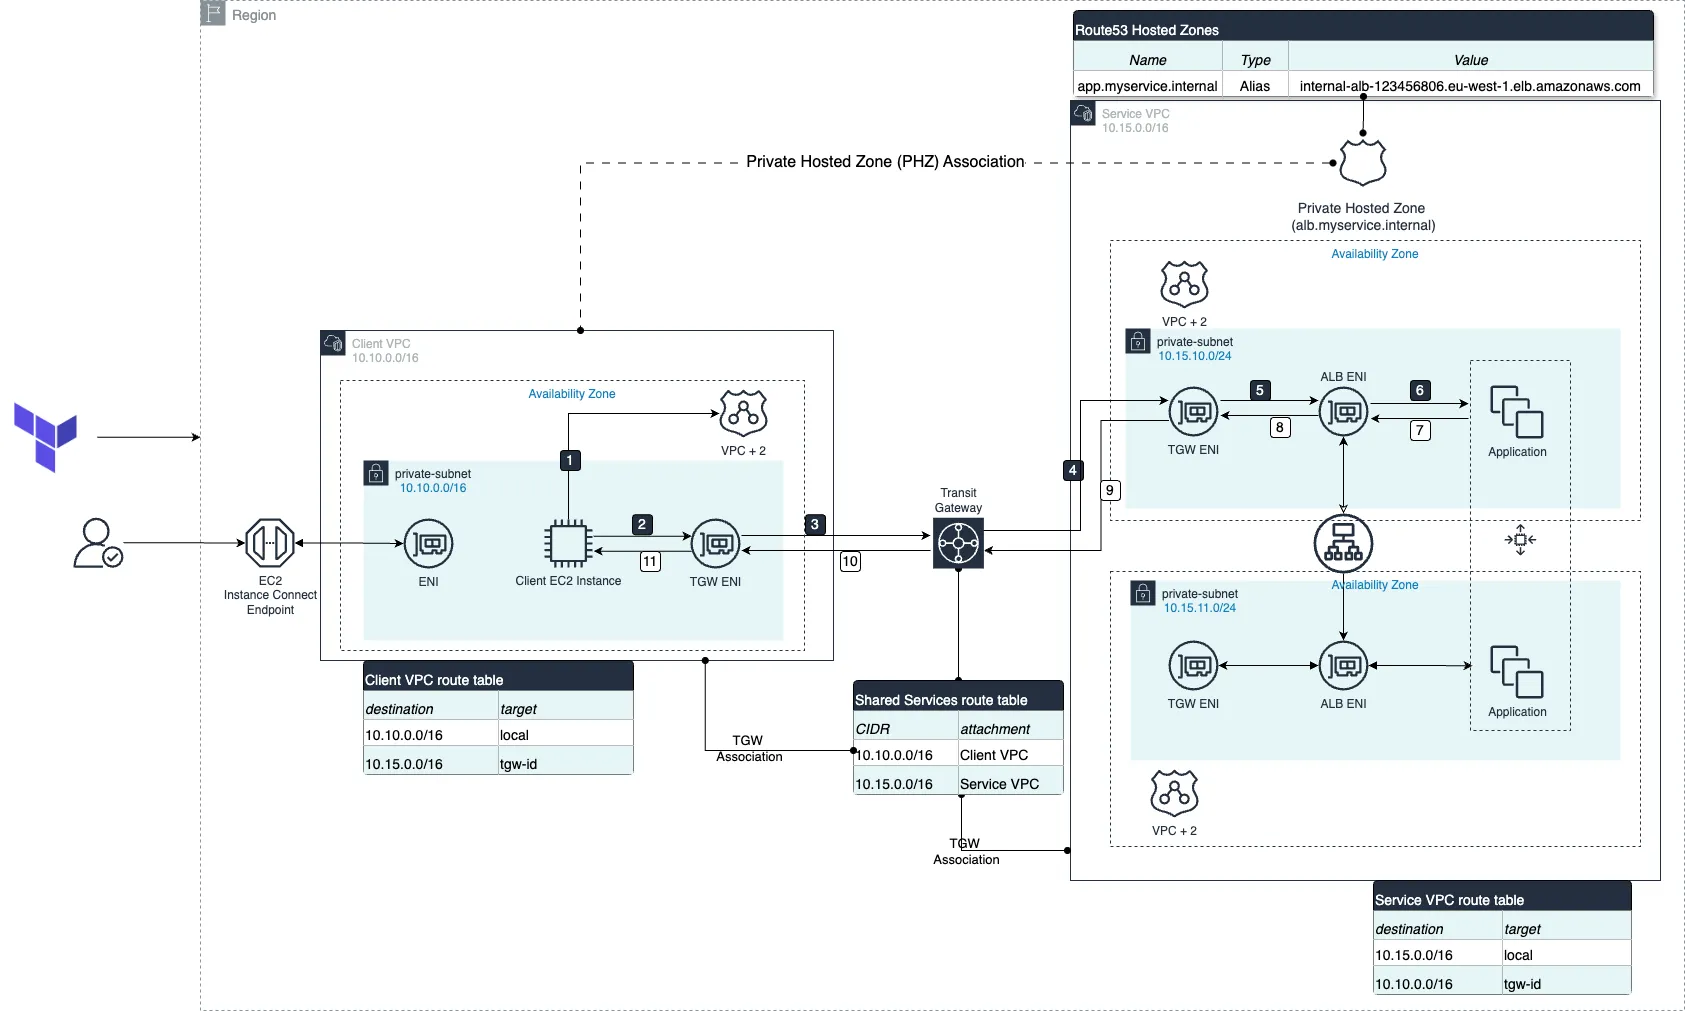 Region
Route53 Hosted Zones
Name Type Value
app.myservice.internal Alias internal-alb-123456806.eu-west-1.elb.amazonaws.com
Service VPC
10.15.0.0/16
Private Hosted Zone (PHZ) Association
Private Hosted Zone
(alb.myservice.internal)
Availability Zone
VPC + 2
private-subnet
10.15.10.0/24
ALB ENI
5
6
8
7
TGW ENI
Application
4
9
Client VPC
10.10.0.0/16
Availability Zone
VPC + 2
1
private-subnet
10.10.0.0/16
2
3
11
10
ENI
Client EC2 Instance
TGW ENI
Transit
Gateway
EC2
Instance Connect
Endpoint
Availability Zone
private-subnet
10.15.11.0/24
TGW ENI
ALB ENI
Application
VPC + 2
Client VPC route table
destination target
10.10.0.0/16 local
10.15.0.0/16 tgw-id
TGW
Association
Shared Services route table
CIDR attachment
10.10.0.0/16 Client VPC
10.15.0.0/16 Service VPC
TGW
Association
Service VPC route table
destination target
10.15.0.0/16 local
10.10.0.0/16 tgw-id